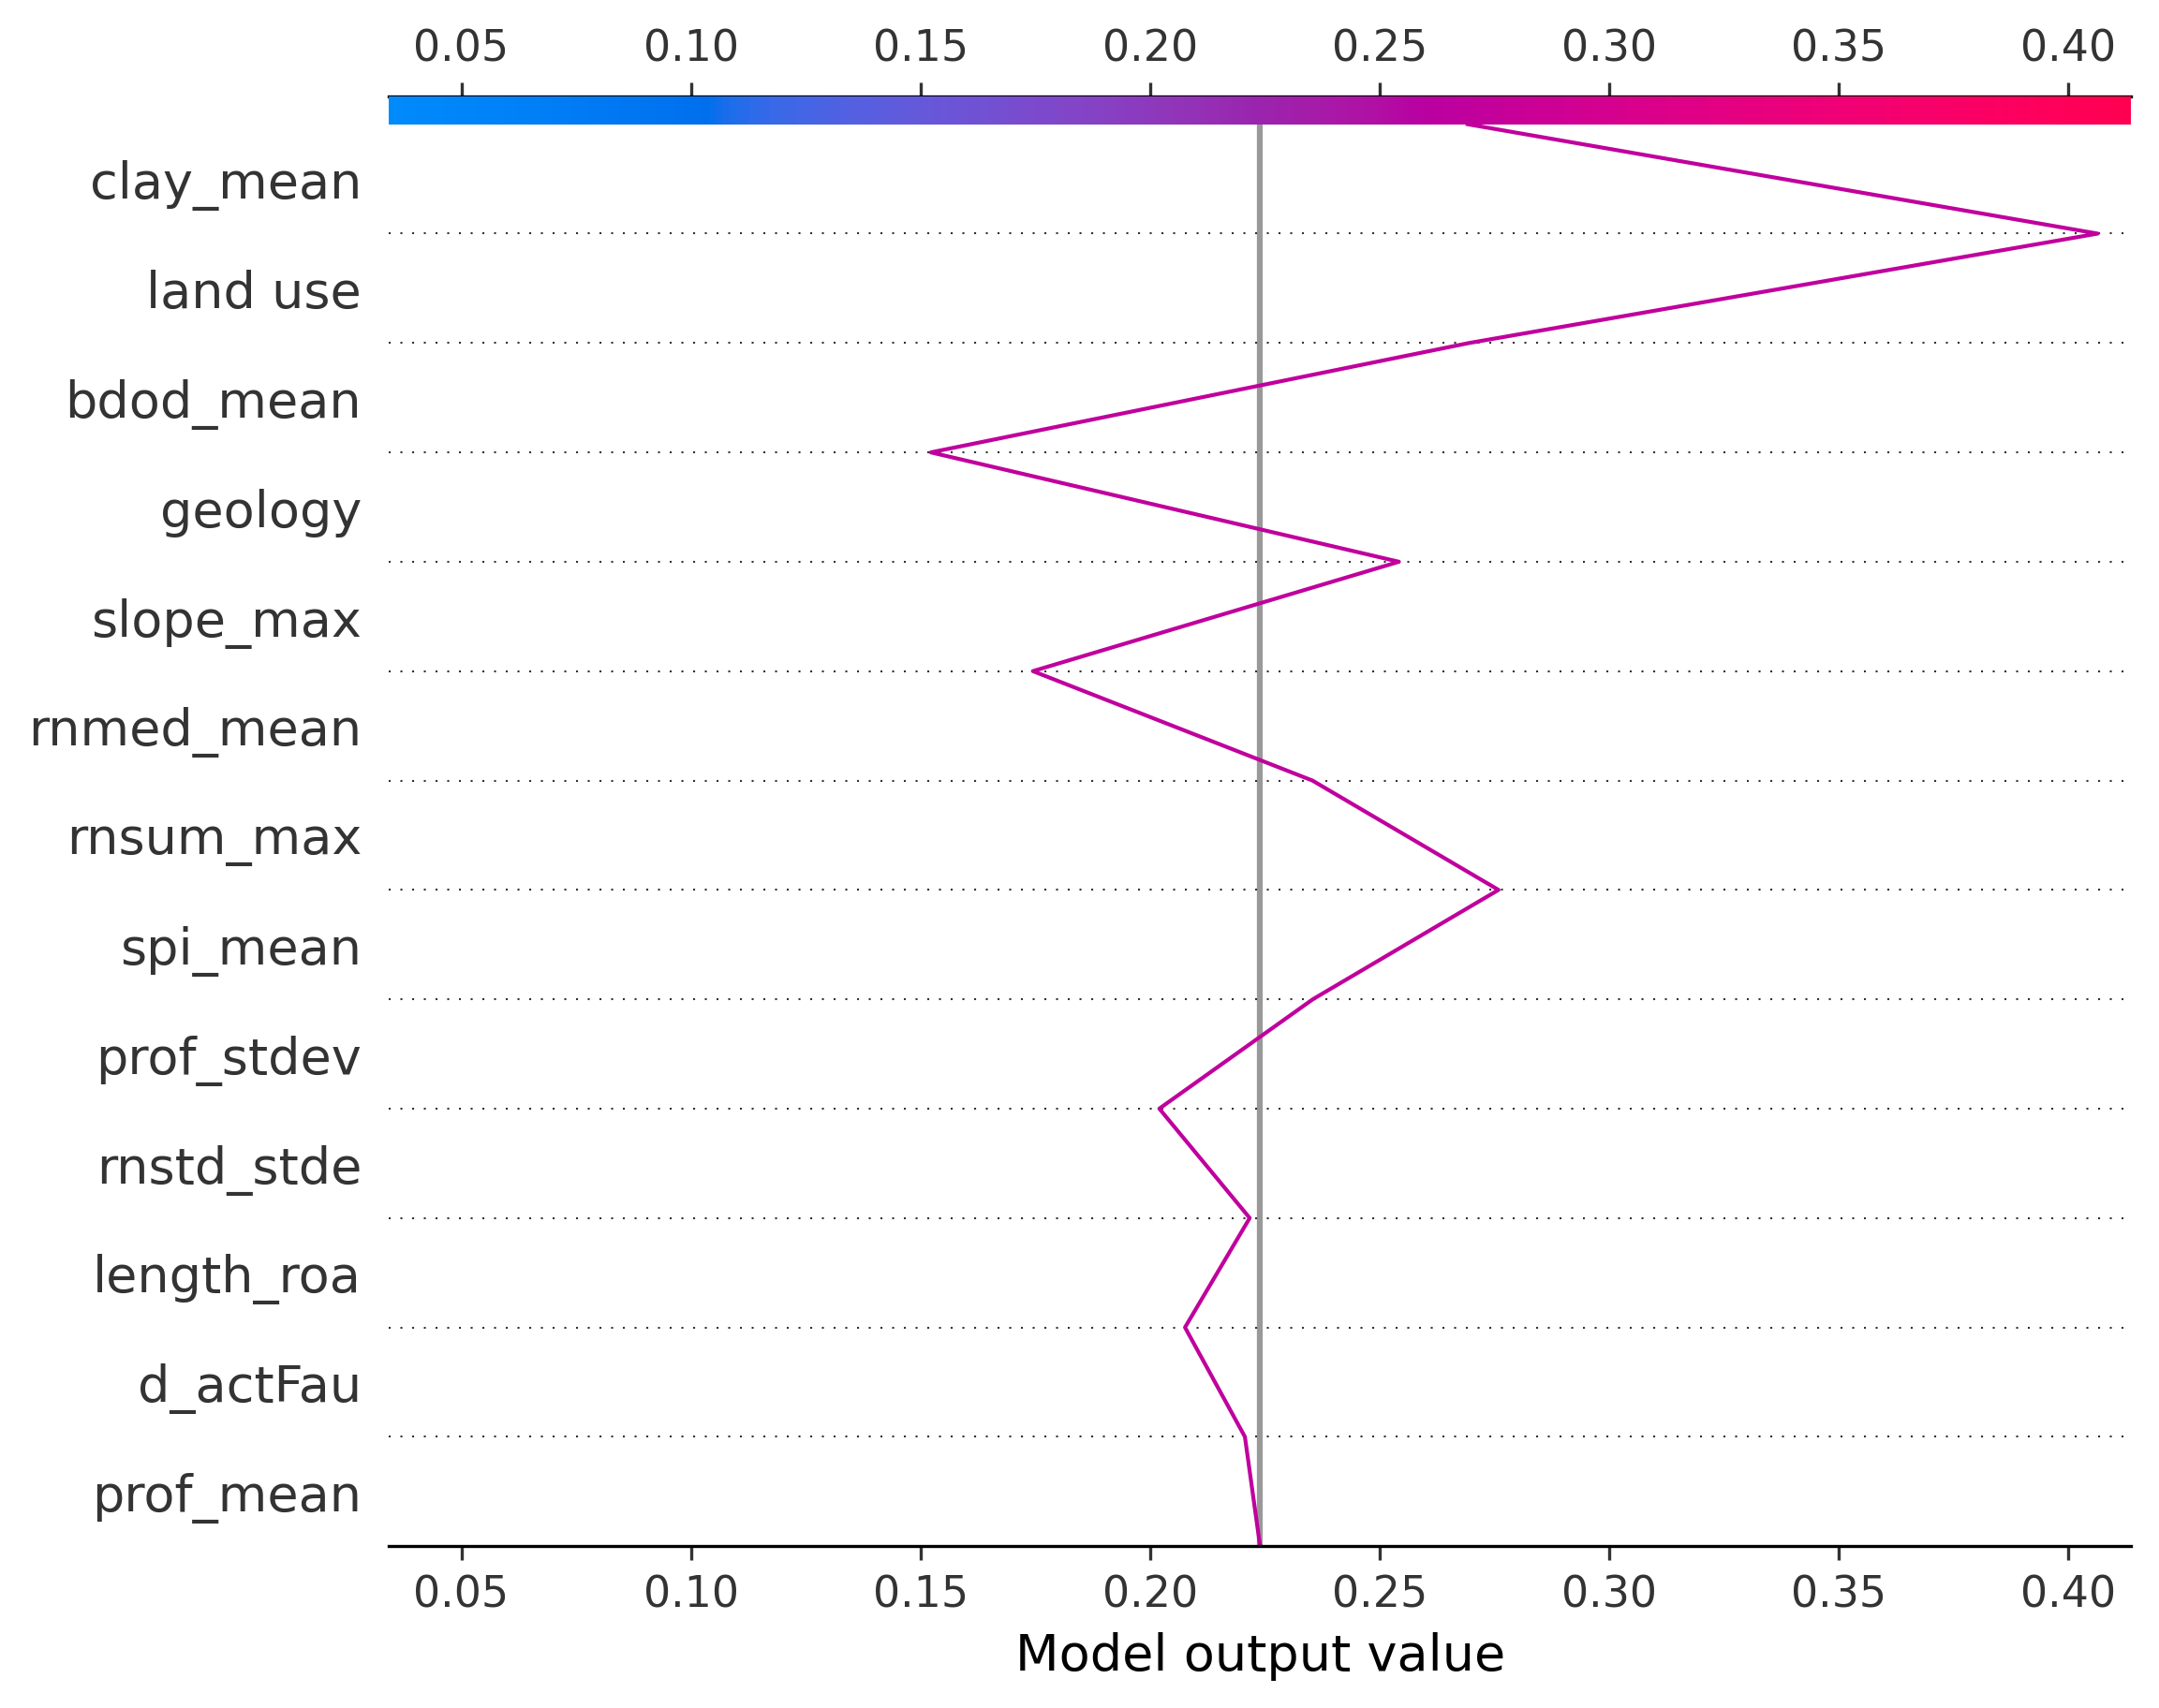 0.05 0.10 0.15 0.20 0.25 0.30 0.35 0.40
clay_mean
land use
bdod_mean
geology
slope_max
rnmed_mean
rnsum_max
spi_mean
prof_stdev
rnstd_stde
length_roa
d_actFau
prof_mean
0.05 0.10 0.15 0.20 0.25 0.30 0.35 0.40
Model output value